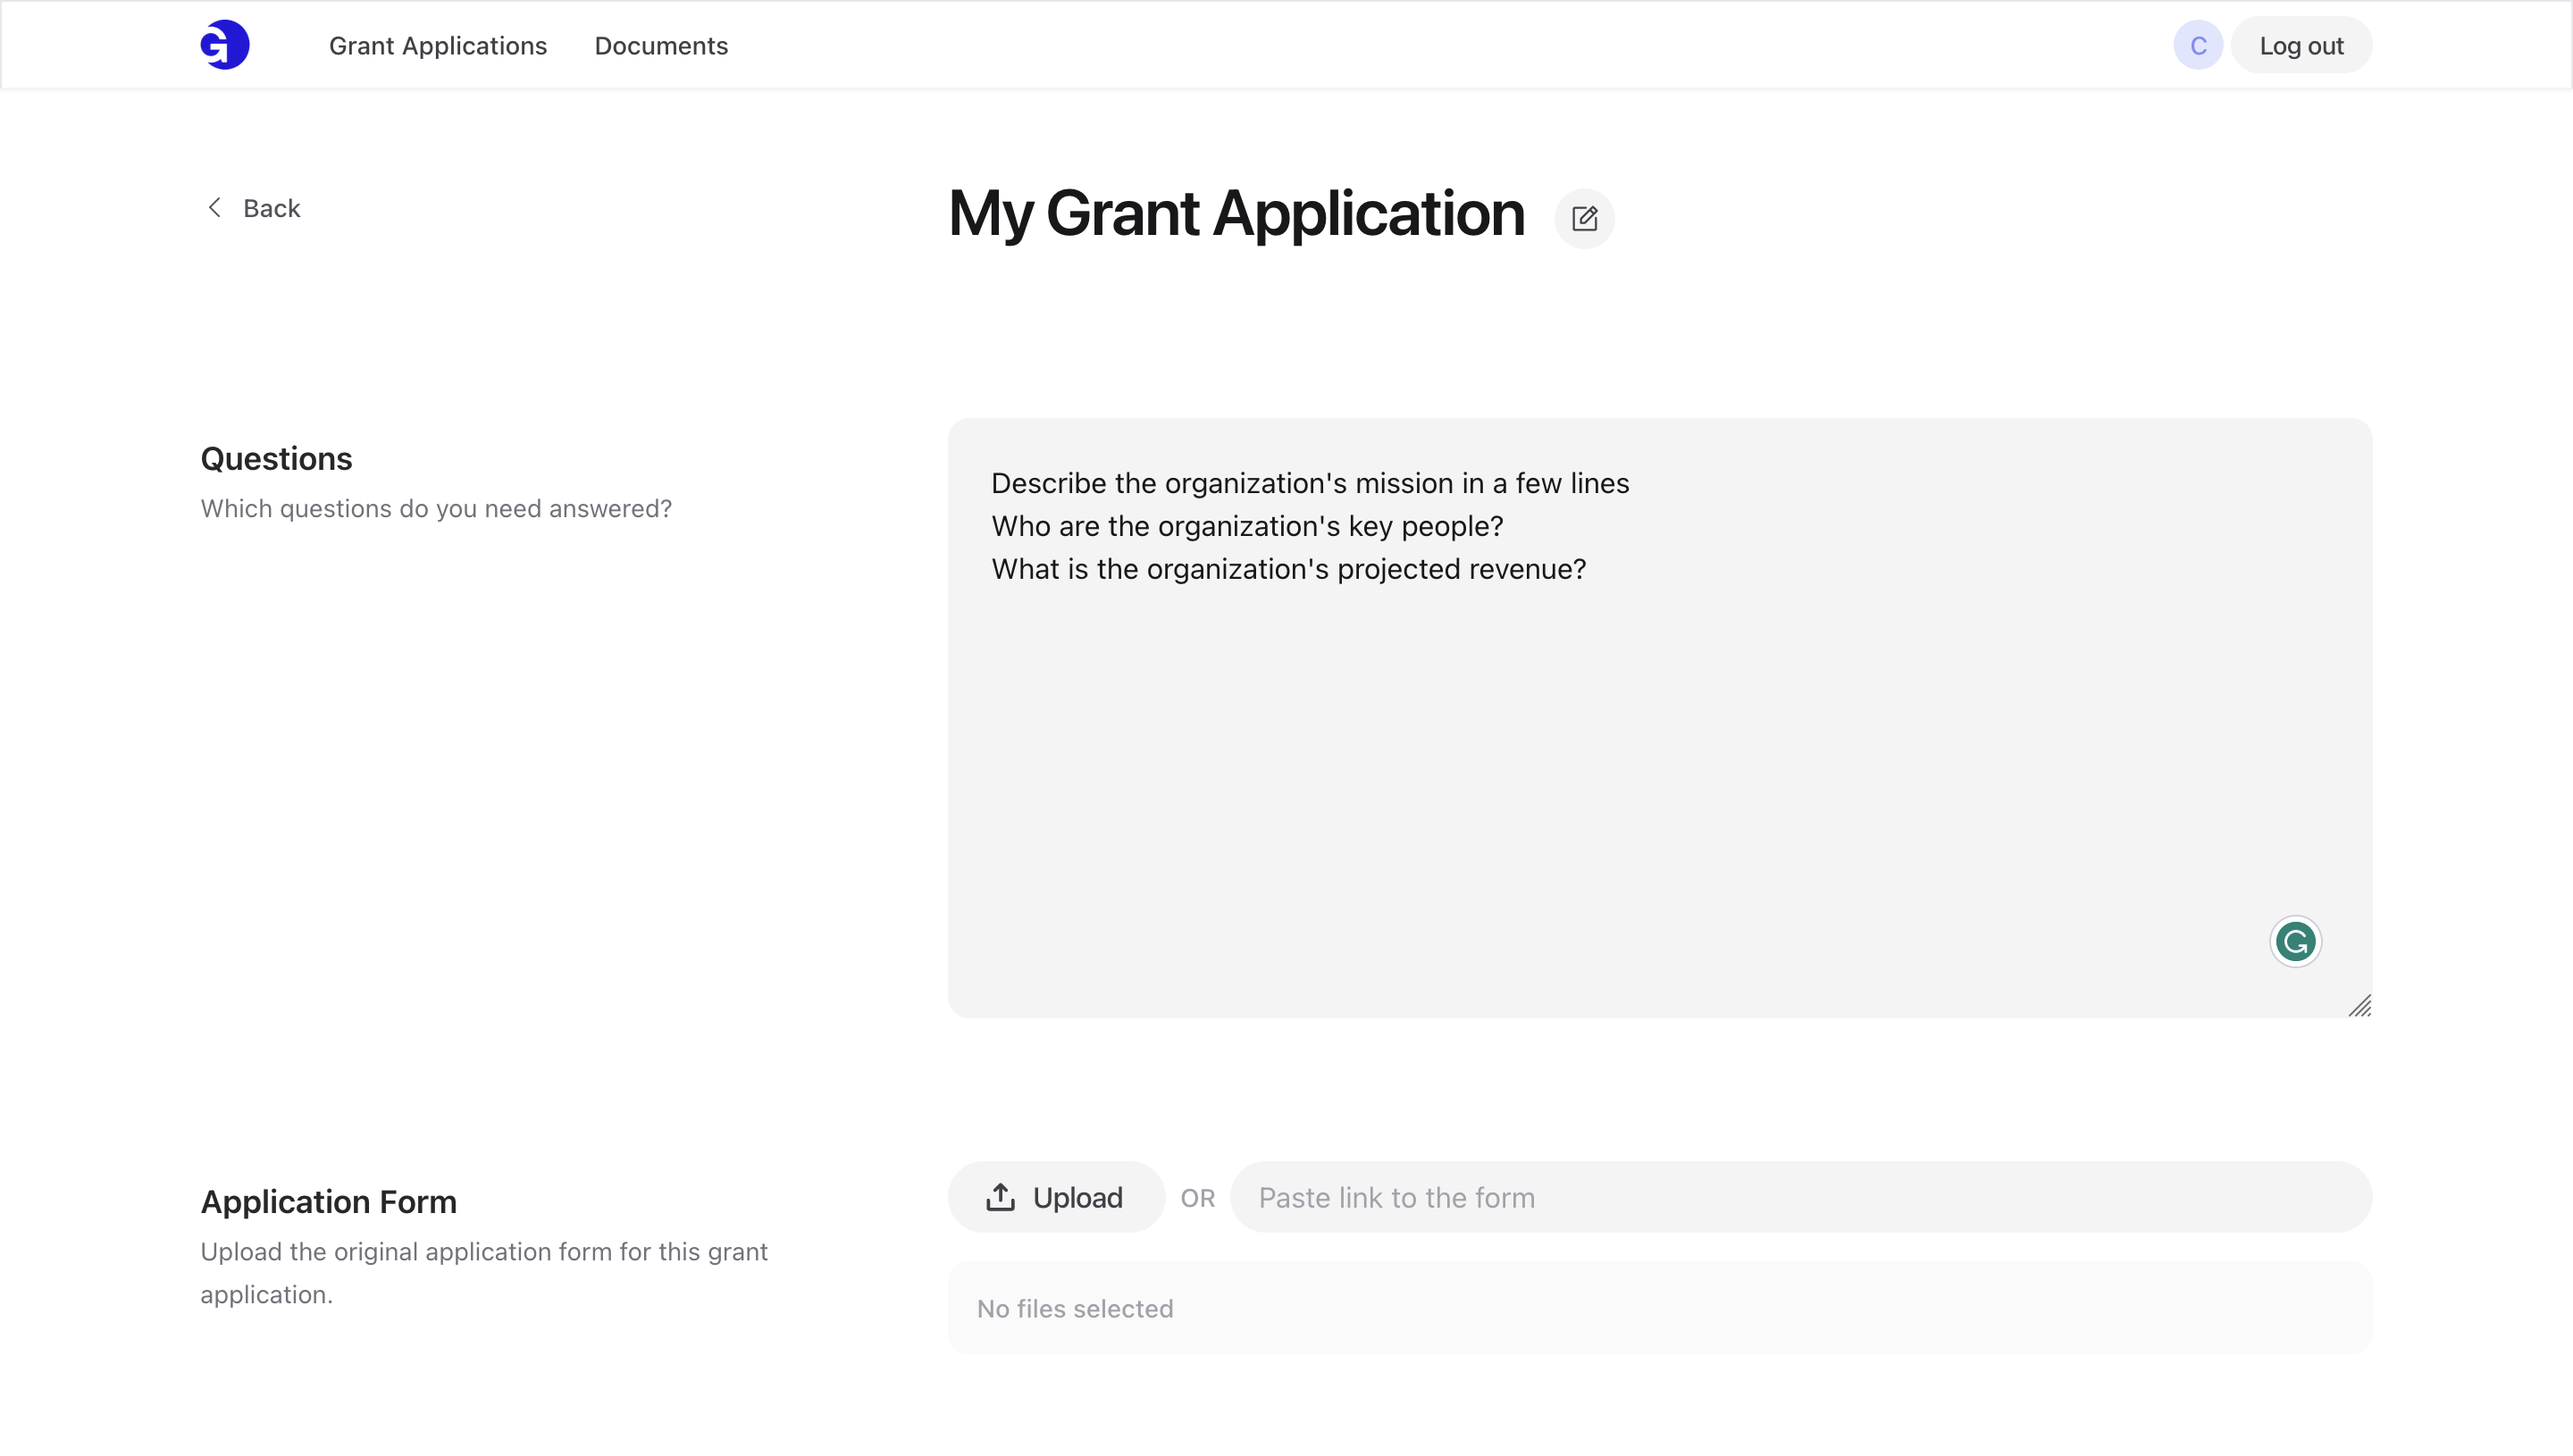 Grant Applications
Documents
C
Log out
Back
My Grant Application
Questions
Which questions do you need answered?
Describe the organization's mission in a few lines
Who are the organization's key people?
What is the organization's projected revenue?
Application Form
Upload the original application form for this grant
application.
Upload
OR
Paste link to the form
No files selected